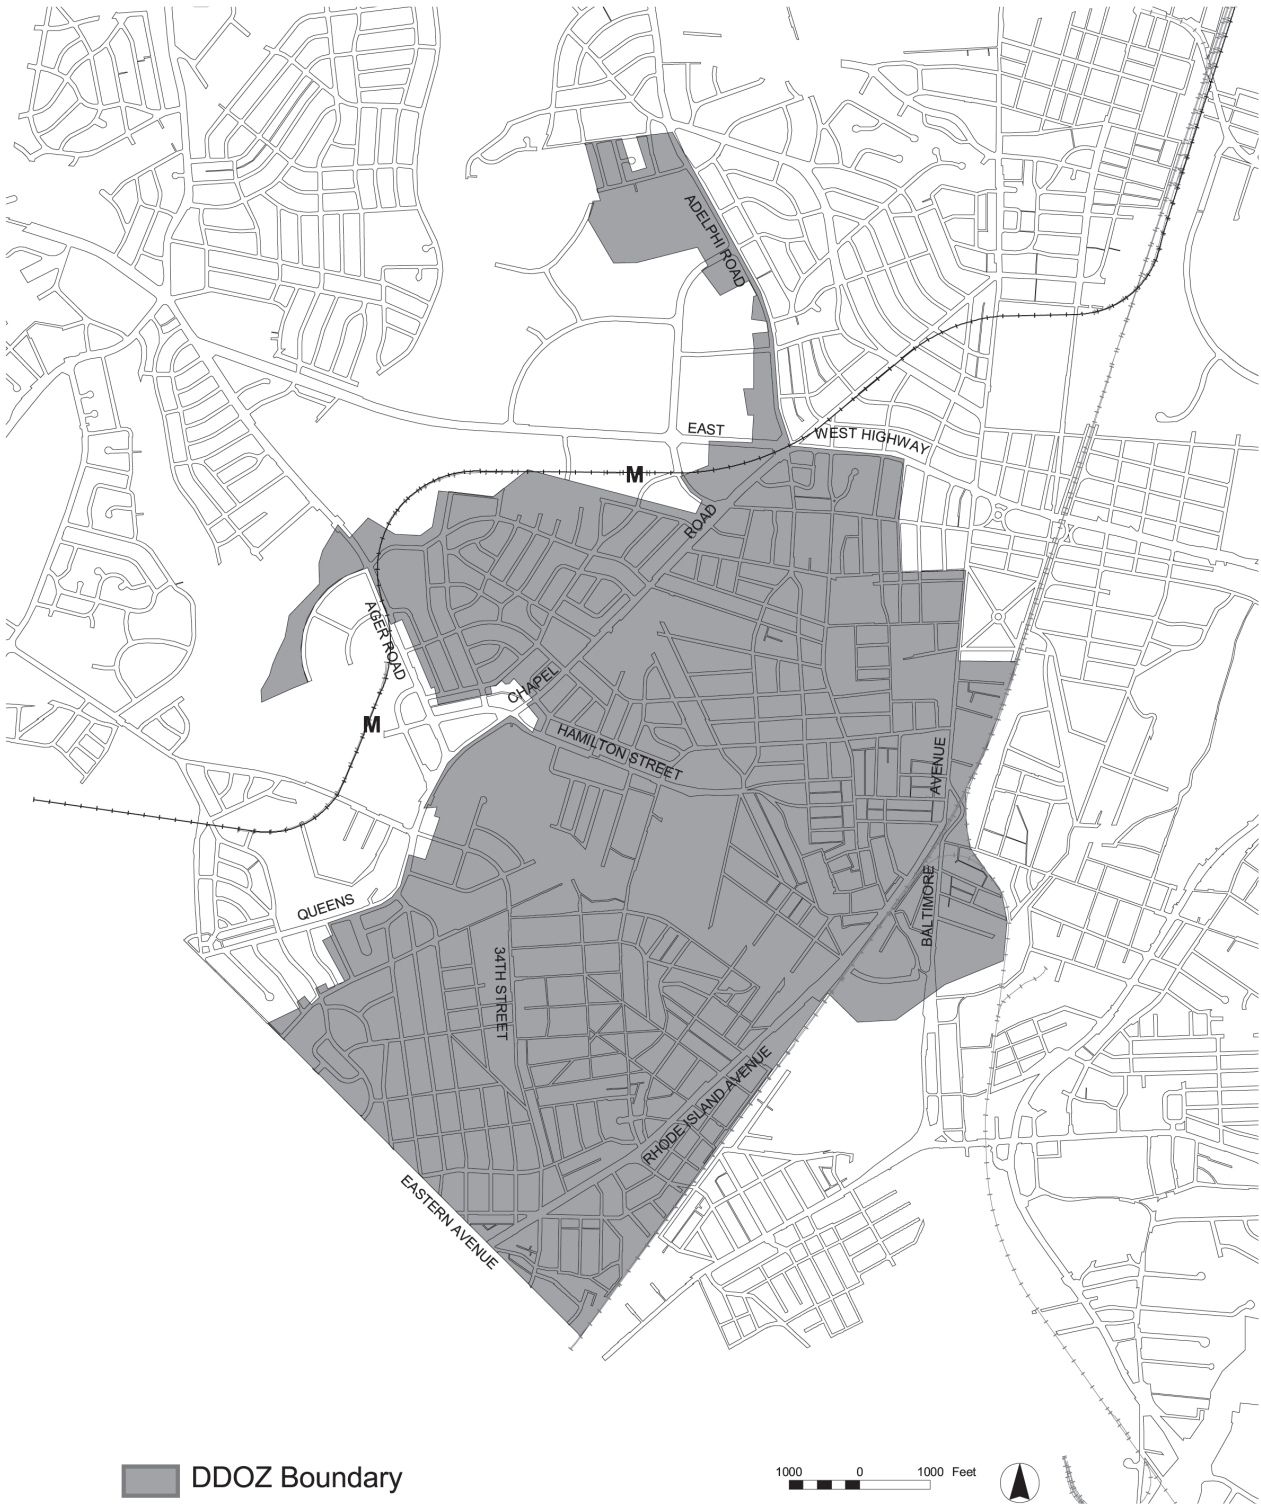 ADELPHI ROAD
EAST
WEST HIGHWAY
M
ROAD
AGER ROAD
CHAPEL
M
HAMILTON STREET
AVENUE
BALTIMORE
QUEENS
34TH STREET
RHODE ISLAND AVENUE
EASTERN AVENUE
DDOZ Boundary
1000 0 1000 Feet